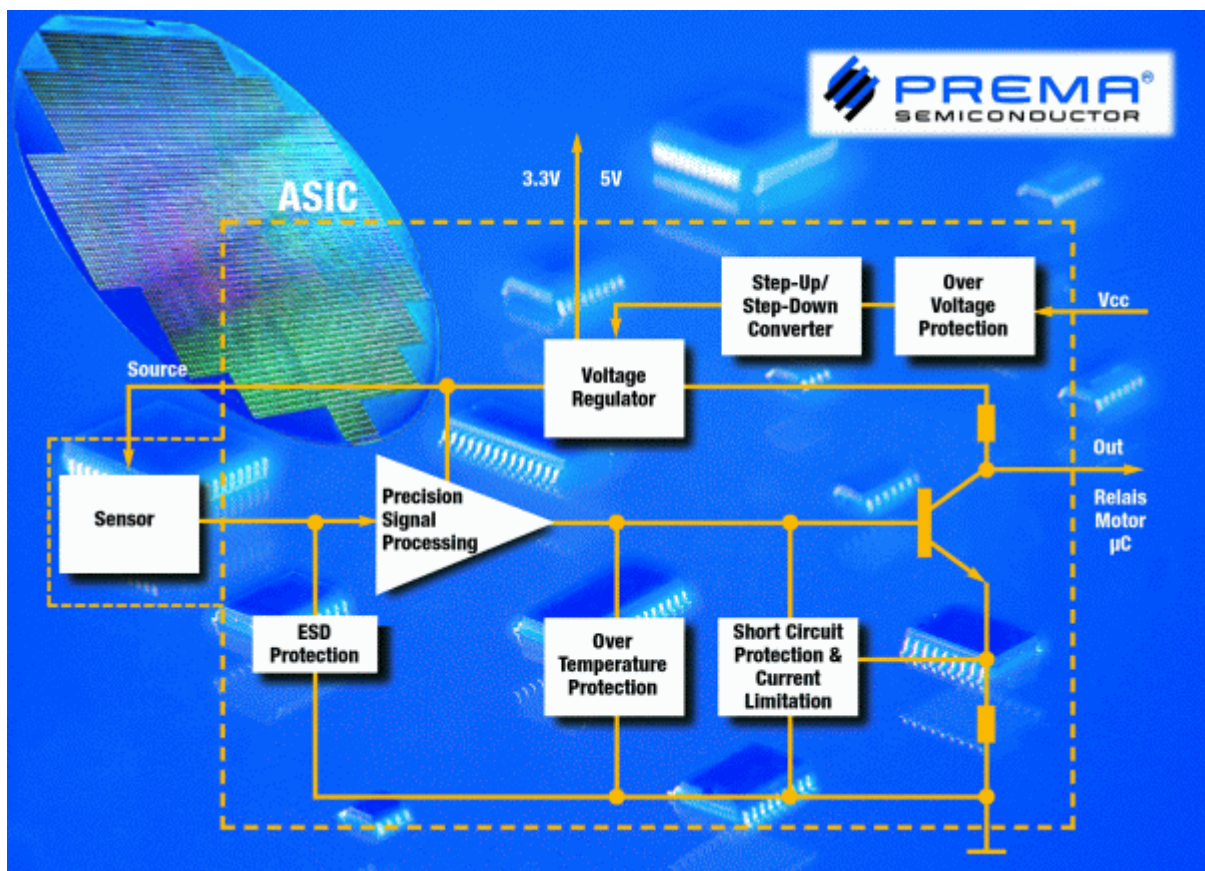 PREMA®
SEMICONDUCTOR
3.3V 5V
ASIC
Step-Up/
Step-Down
Converter
Over
Voltage
Protection
Vcc
Source
Voltage
Regulator
Out
Relais
Motor
µC
Sensor
Precision
Signal
Processing
ESD
Protection
Over
Temperature
Protection
Short Circuit
Protection &
Current
Limitation